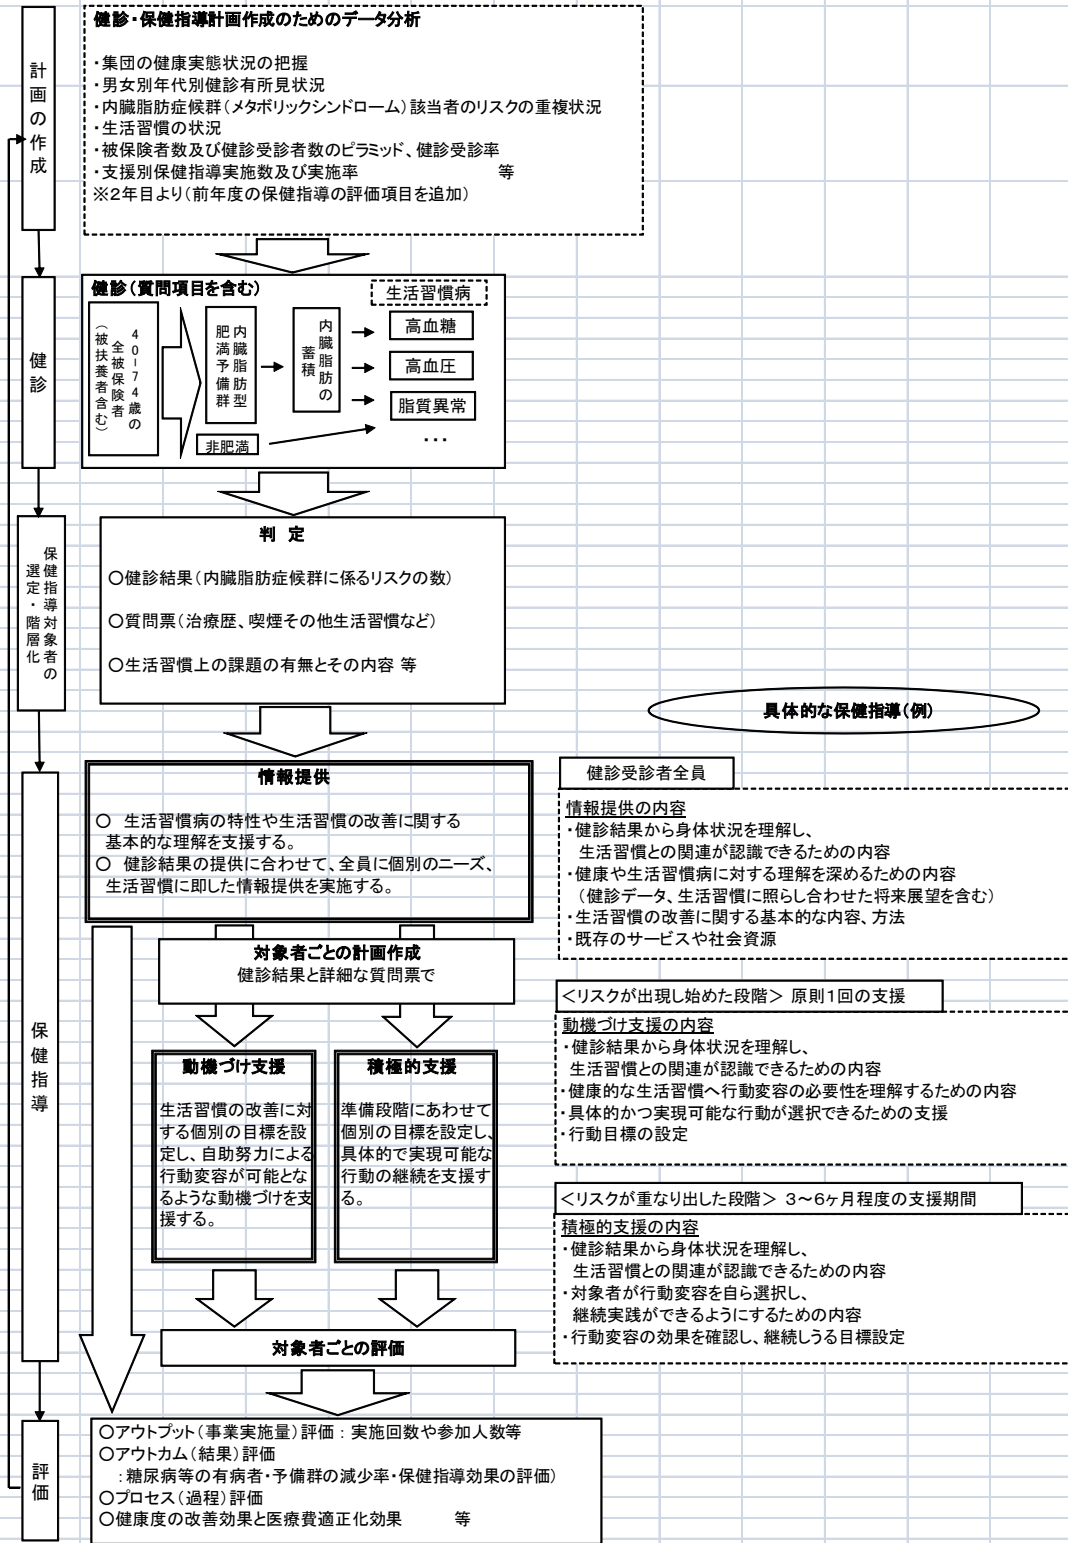 計画の作成
健診・保健指導計画作成のためのデータ分析
・集団の健康実態状況の把握
・男女別年代別健診有所見状況
・内臓脂肪症候群（メタボリックシンドローム）該当者のリスクの重複状況
・生活習慣の状況
・被保険者数及び健診受診者数のピラミッド、健診受診率
・支援別保健指導実施数及び実施率　等
※2年目より（前年度の保健指導の評価項目を追加）
健診
健診（質問項目を含む）
生活習慣病
40-74歳の
全被保険者
（被扶養者含む）
内臓脂肪型
肥満予備群
内臓脂肪の
蓄積
高血糖
高血圧
脂質異常
…
非肥満
保健指導対象者の
選定・階層化
判　定
○健診結果（内臓脂肪症候群に係るリスクの数）
○質問票（治療歴、喫煙その他生活習慣など）
○生活習慣上の課題の有無とその内容 等
具体的な保健指導（例）
保健指導
情報提供
○　生活習慣病の特性や生活習慣の改善に関する
基本的な理解を支援する。
○　健診結果の提供に合わせて、全員に個別のニーズ、
生活習慣に即した情報提供を実施する。
健診受診者全員
情報提供の内容
・健診結果から身体状況を理解し、
生活習慣との関連が認識できるための内容
・健康や生活習慣病に対する理解を深めるための内容
（健診データ、生活習慣に照らし合わせた将来展望を含む）
・生活習慣の改善に関する基本的な内容、方法
・既存のサービスや社会資源
対象者ごとの計画作成
健診結果と詳細な質問票で
＜リスクが出現し始めた段階＞ 原則1回の支援
動機づけ支援の内容
・健診結果から身体状況を理解し、
生活習慣との関連が認識できるための内容
・健康的な生活習慣へ行動変容の必要性を理解するための内容
・具体的かつ実現可能な行動が選択できるための支援
・行動目標の設定
動機づけ支援
生活習慣の改善に対
する個別の目標を設
定し、自助努力による
行動変容が可能とな
るような動機づけを支
援する。
積極的支援
準備段階にあわせて
個別の目標を設定し、
具体的で実現可能な
行動の継続を支援す
る。
＜リスクが重なり出した段階＞ 3～6ヶ月程度の支援期間
積極的支援の内容
・健診結果から身体状況を理解し、
生活習慣との関連が認識できるための内容
・対象者が行動変容を自ら選択し、
継続実践ができるようにするための内容
・行動変容の効果を確認し、継続しうる目標設定
対象者ごとの評価
評価
○アウトプット（事業実施量）評価：実施回数や参加人数等
○アウトカム（結果）評価
：糖尿病等の有病者・予備群の減少率・保健指導効果の評価）
○プロセス（過程）評価
○健康度の改善効果と医療費適正化効果　等